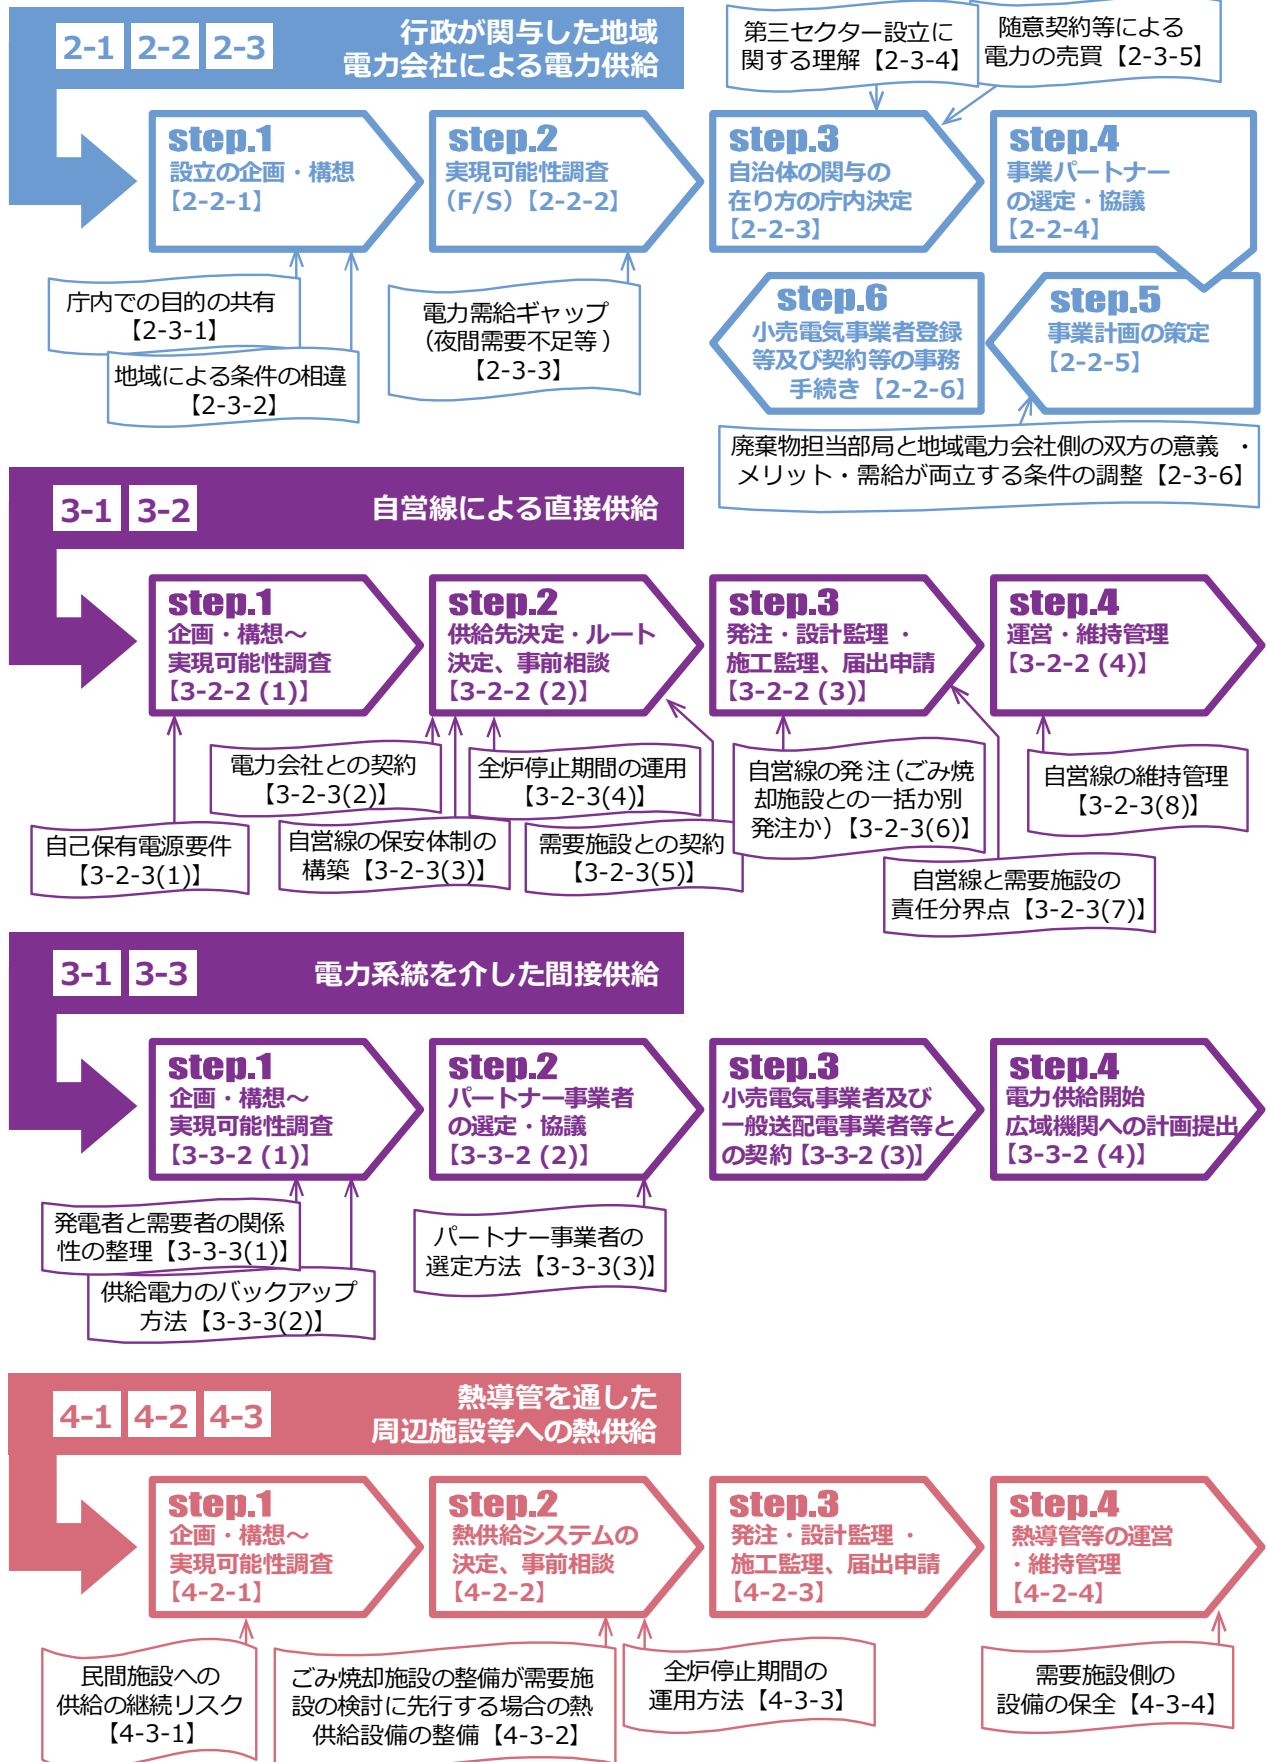 2-1 2-2 2-3
行政が関与した地域
電力会社による電力供給
第三セクター設立に
関する理解【2-3-4】
随意契約等による
電力の売買【2-3-5】
step.1
設立の企画・構想
【2-2-1】
step.2
実現可能性調査
(F/S)【2-2-2】
step.3
自治体の関与の
在り方の庁内決定
【2-2-3】
step.4
事業パートナー
の選定・協議
【2-2-4】
庁内での目的の共有
【2-3-1】
地域による条件の相違
【2-3-2】
電力需給ギャップ
(夜間需要不足等)
【2-3-3】
step.6
小売電気事業者登録
等及び契約等の事務
手続き【2-2-6】
step.5
事業計画の策定
【2-2-5】
廃棄物担当部局と地域電力会社側の双方の意義 ・
メリット・需給が両立する条件の調整【2-3-6】
3-1 3-2
自営線による直接供給
step.1
企画・構想～
実現可能性調査
【3-2-2 (1)】
step.2
供給先決定・ルート
決定、事前相談
【3-2-2 (2)】
step.3
発注・設計監理・
施工監理、届出申請
【3-2-2 (3)】
step.4
運営・維持管理
【3-2-2 (4)】
電力会社との契約
【3-2-3(2)】
全炉停止期間の運用
【3-2-3(4)】
自営線の発注(ごみ焼
却施設との一括か別
発注か)【3-2-3(6)】
自営線の維持管理
【3-2-3(8)】
自己保有電源要件
【3-2-3(1)】
自営線の保安体制の
構築【3-2-3(3)】
需要施設との契約
【3-2-3(5)】
自営線と需要施設の
責任分界点【3-2-3(7)】
3-1 3-3
電力系統を介した間接供給
step.1
企画・構想～
実現可能性調査
【3-3-2 (1)】
step.2
パートナー事業者
の選定・協議
【3-3-2 (2)】
step.3
小売電気事業者及び
一般送配電事業者等と
の契約【3-3-2 (3)】
step.4
電力供給開始
広域機関への計画提出
【3-3-2 (4)】
発電者と需要者の関係
性の整理【3-3-3(1)】
供給電力のバックアップ
方法【3-3-3(2)】
パートナー事業者の
選定方法【3-3-3(3)】
4-1 4-2 4-3
熱導管を通した
周辺施設等への熱供給
step.1
企画・構想～
実現可能性調査
【4-2-1】
step.2
熱供給システムの
決定、事前相談
【4-2-2】
step.3
発注・設計監理・
施工監理、届出申請
【4-2-3】
step.4
熱導管等の運営
・維持管理
【4-2-4】
民間施設への
供給の継続リスク
【4-3-1】
ごみ焼却施設の整備が需要施
設の検討に先行する場合の熱
供給設備の整備【4-3-2】
全炉停止期間の
運用方法【4-3-3】
需要施設側の
設備の保全【4-3-4】